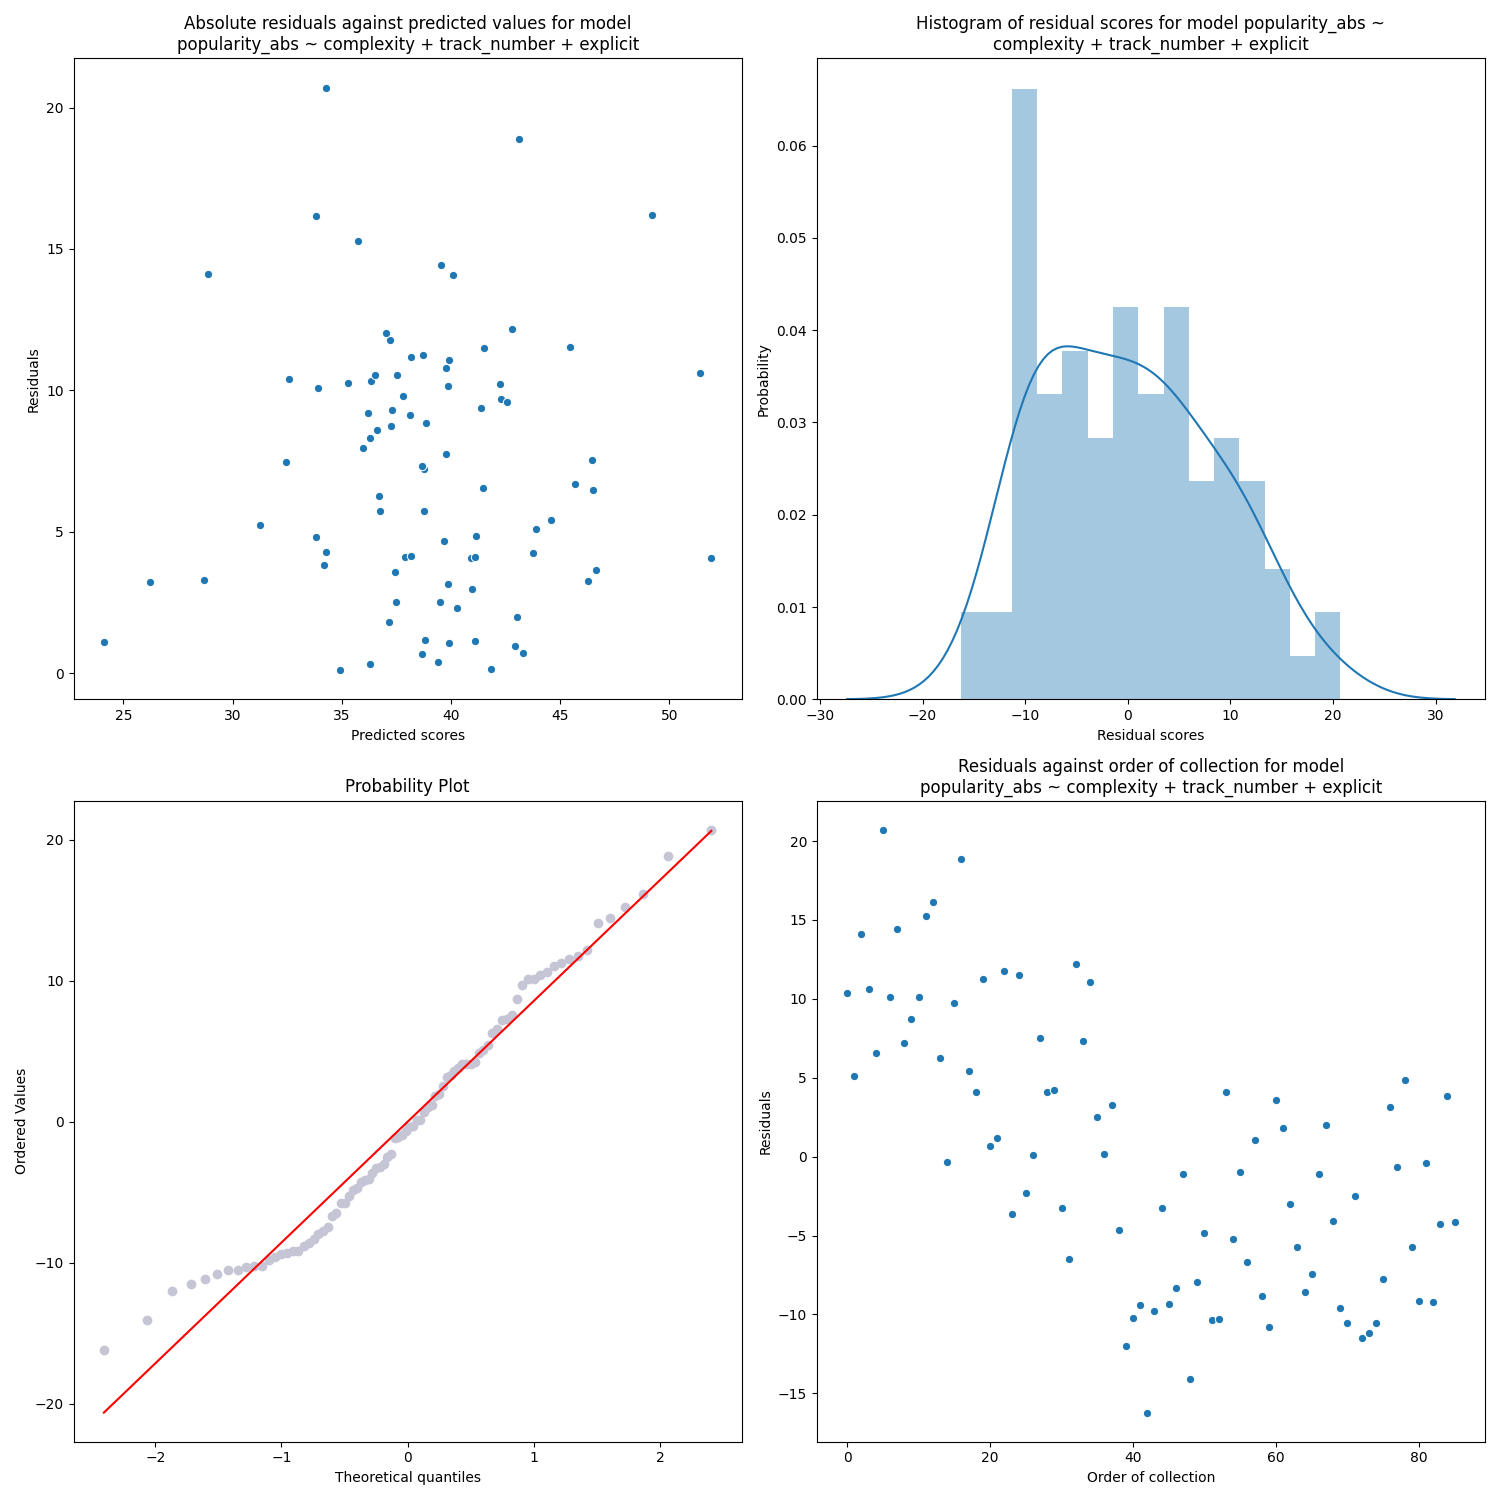 Absolute residuals against predicted values for model
popularity_abs ~ complexity + track_number + explicit
20
15
10
5
0
Residuals
25 30 35 40 45 50
Predicted scores
Histogram of residual scores for model popularity_abs ~
complexity + track_number + explicit
0.06
0.05
0.04
0.03
0.02
0.01
0.00
Probability
−30 −20 −10 0 10 20 30
Residual scores
Probability Plot
20
10
0
−10
−20
Ordered Values
−2 −1 0 1 2
Theoretical quantiles
Residuals against order of collection for model
popularity_abs ~ complexity + track_number + explicit
20
15
10
5
0
−5
−10
−15
Residuals
0 20 40 60 80
Order of collection